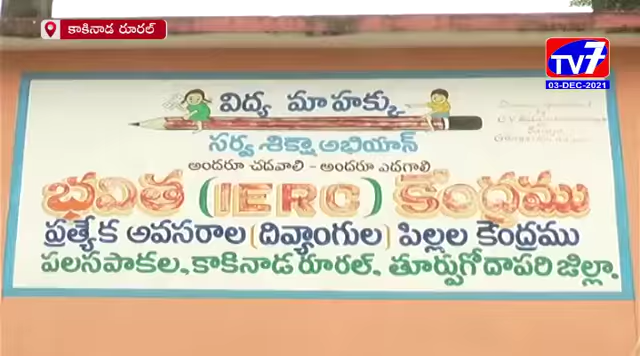 కాకినాడ రూరల్
TV7
03-DEC-2021
విద్య మా హక్కు
సర్వ శిక్షా అభియాన్
అందరూ చదవాలి - అందరూ ఎదగాలి
భవిత (IERC) కేంద్రము
ప్రత్యేక అవసరాల (దివ్యాంగుల) పిల్లల కేంద్రము
పలసపాకల, కాకినాడ రూరల్, తూర్పుగోదావరి జిల్లా.